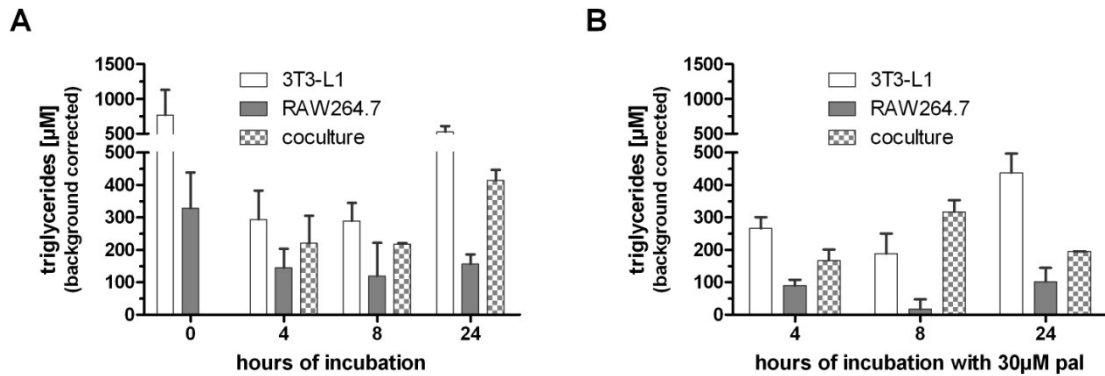 A
triglycerides [µM]
(background corrected)
1500
1000
500
500
400
300
200
100
0
3T3-L1
RAW264.7
coculture
0 4 8 24
hours of incubation
B
triglycerides [µM]
(background corrected)
1500
1000
500
500
400
300
200
100
0
3T3-L1
RAW264.7
coculture
4 8 24
hours of incubation with 30µM pal